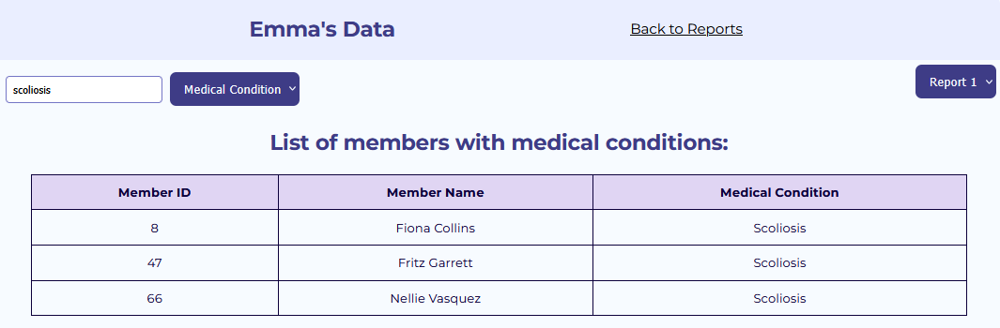 Emma's Data Back to Reports
scoliosis Medical Condition Report 1
List of members with medical conditions:
Member ID Member Name Medical Condition
8 Fiona Collins Scoliosis
47 Fritz Garrett Scoliosis
66 Nellie Vasquez Scoliosis